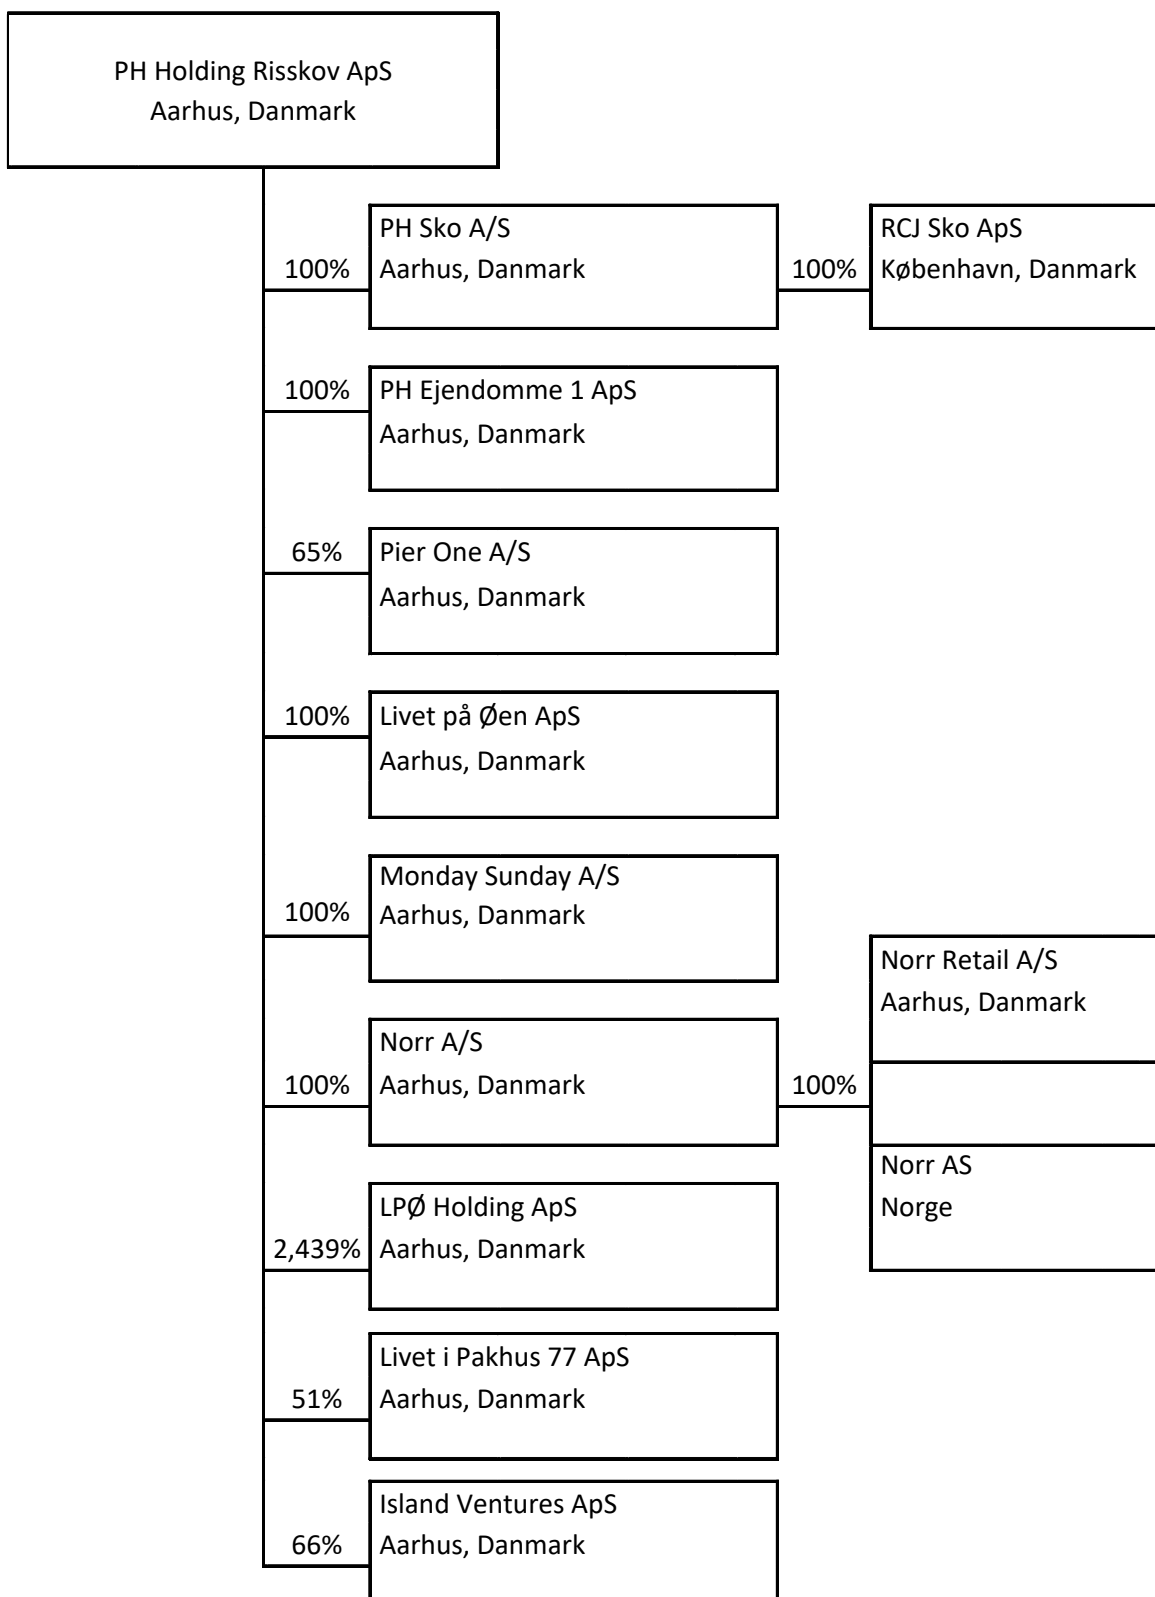 PH Holding Risskov ApS
Aarhus, Danmark
PH Sko A/S
100%
Aarhus, Danmark
RCJ Sko ApS
100%
København, Danmark
100%
PH Ejendomme 1 ApS
Aarhus, Danmark
65%
Pier One A/S
Aarhus, Danmark
100%
Livet på Øen ApS
Aarhus, Danmark
Monday Sunday A/S
100%
Aarhus, Danmark
Norr A/S
100%
Aarhus, Danmark
100%
Norr Retail A/S
Aarhus, Danmark
Norr AS
Norge
LPØ Holding ApS
2,439%
Aarhus, Danmark
Livet i Pakhus 77 ApS
51%
Aarhus, Danmark
Island Ventures ApS
66%
Aarhus, Danmark